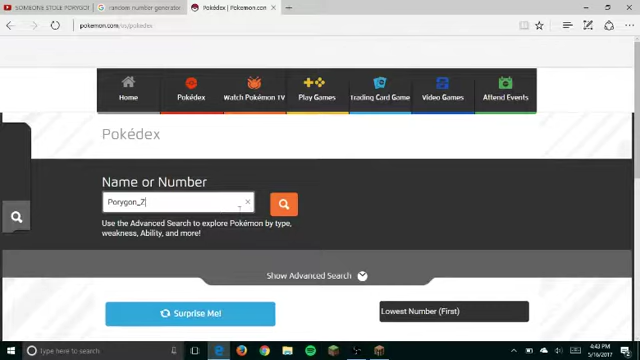 SOMEONE STOLE PORYGO!
random number generator
Pokédex | Pokemon.com
pokemon.com/us/pokedex
Home
Pokédex
Watch Pokémon TV
Play Games
Trading Card Game
Video Games
Attend Events
Pokédex
Name or Number
Porygon_Z
Use the Advanced Search to explore Pokémon by type,
weakness, Ability, and more!
Show Advanced Search
Surprise Me!
Lowest Number (First)
Type here to search
4:43 PM
5/16/2017